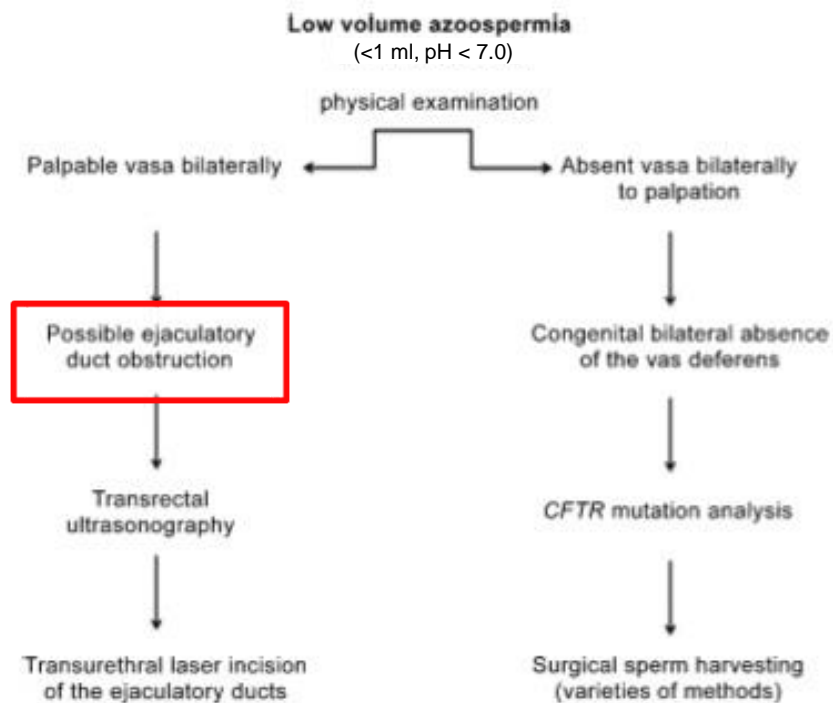 Low volume azoospermia
(<1 ml, pH < 7.0)
physical examination
Palpable vasa bilaterally
Absent vasa bilaterally
to palpation
Possible ejaculatory
duct obstruction
Congenital bilateral absence
of the vas deferens
Transrectal
ultrasonography
CFTR mutation analysis
Transurethral laser incision
of the ejaculatory ducts
Surgical sperm harvesting
(varieties of methods)